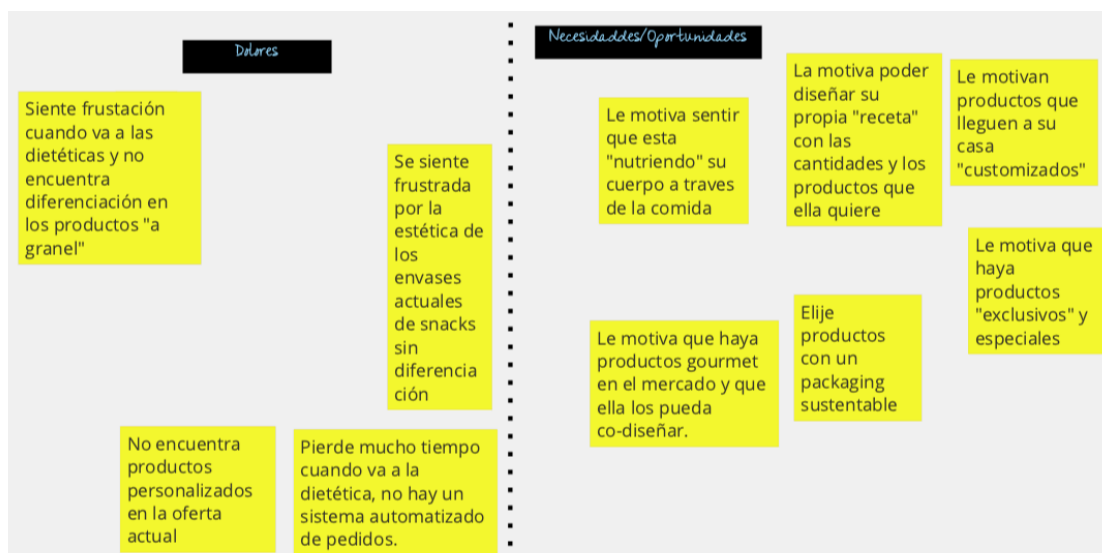 Dolores
Siente frustación
cuando va a las
dietéticas y no
encuentra
diferenciación en
los productos "a
granel"
Se siente
frustrada
por la
estética de
los
envases
actuales
de snacks
sin
diferencia
ción
No encuentra
productos
personalizados
en la oferta
actual
Pierde mucho tiempo
cuando va a la
dietética, no hay un
sistema automatizado
de pedidos.
Necesidaddes/Oportunidades
Le motiva sentir
que esta
"nutriendo" su
cuerpo a traves
de la comida
La motiva poder
diseñar su
propia "receta"
con las
cantidades y los
productos que
ella quiere
Le motivan
productos que
lleguen a su
casa
"customizados"
Le motiva que haya
productos gourmet
en el mercado y que
ella los pueda
co-diseñar.
Elije
productos
con un
packaging
sustentable
Le motiva que
haya
productos
"exclusivos" y
especiales